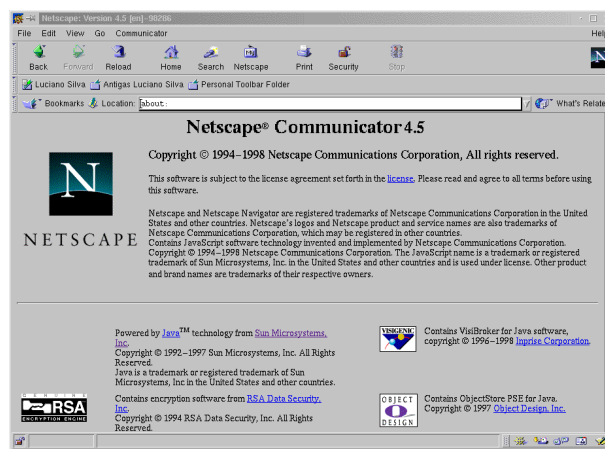 Netscape: Version 4.5 [en]-98286
File Edit View Go Communicator Help
Back Forward Reload Home Search Netscape Print Security Stop
Luciano Silva Antigas Luciano Silva Personal Toolbar Folder
Bookmarks Location: about: What's Relate
Netscape® Communicator 4.5
Copyright © 1994–1998 Netscape Communications Corporation, All rights reserved.
This software is subject to the license agreement set forth in the license. Please read and agree to all terms before using
this software.
Netscape and Netscape Navigator are registered trademarks of Netscape Communications Corporation in the United
States and other countries. Netscape's logos and Netscape product and service names are also trademarks of
Netscape Communications Corporation, which may be registered in other countries.
Contains JavaScript software technology invented and implemented by Netscape Communications Corporation.
Copyright © 1994–1998 Netscape Communications Corporation. The JavaScript name is a trademark or registered
trademark of Sun Microsystems, Inc. in the United States and other countries and is used under license. Other product
and brand names are trademarks of their respective owners.
N
NETSCAPE
Powered by Java™ technology from Sun Microsystems,
Inc.
Copyright © 1992–1997 Sun Microsystems, Inc. All Rights
Reserved.
Java is a trademark or registered trademark of Sun
Microsystems, Inc in the United States and other countries.
VISIGENIC
Contains VisiBroker for Java software,
copyright © 1996–1998 Inprise Corporation.
GENUINE
RSA
ENCRYPTION ENGINE
Contains encryption software from RSA Data Security,
Inc.
Copyright © 1994 RSA Data Security, Inc. All Rights
Reserved.
OBJECT
DESIGN
Contains ObjectStore PSE for Java.
Copyright © 1997 Object Design, Inc.